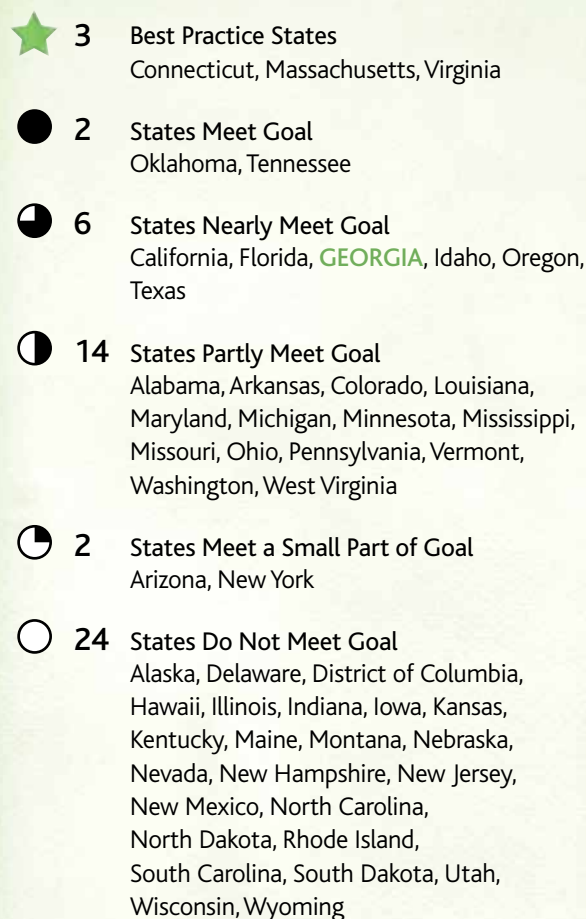 3 Best Practice States
Connecticut, Massachusetts, Virginia
2 States Meet Goal
Oklahoma, Tennessee
6 States Nearly Meet Goal
California, Florida, GEORGIA, Idaho, Oregon,
Texas
14 States Partly Meet Goal
Alabama, Arkansas, Colorado, Louisiana,
Maryland, Michigan, Minnesota, Mississippi,
Missouri, Ohio, Pennsylvania, Vermont,
Washington, West Virginia
2 States Meet a Small Part of Goal
Arizona, New York
24 States Do Not Meet Goal
Alaska, Delaware, District of Columbia,
Hawaii, Illinois, Indiana, Iowa, Kansas,
Kentucky, Maine, Montana, Nebraska,
Nevada, New Hampshire, New Jersey,
New Mexico, North Carolina,
North Dakota, Rhode Island,
South Carolina, South Dakota, Utah,
Wisconsin, Wyoming